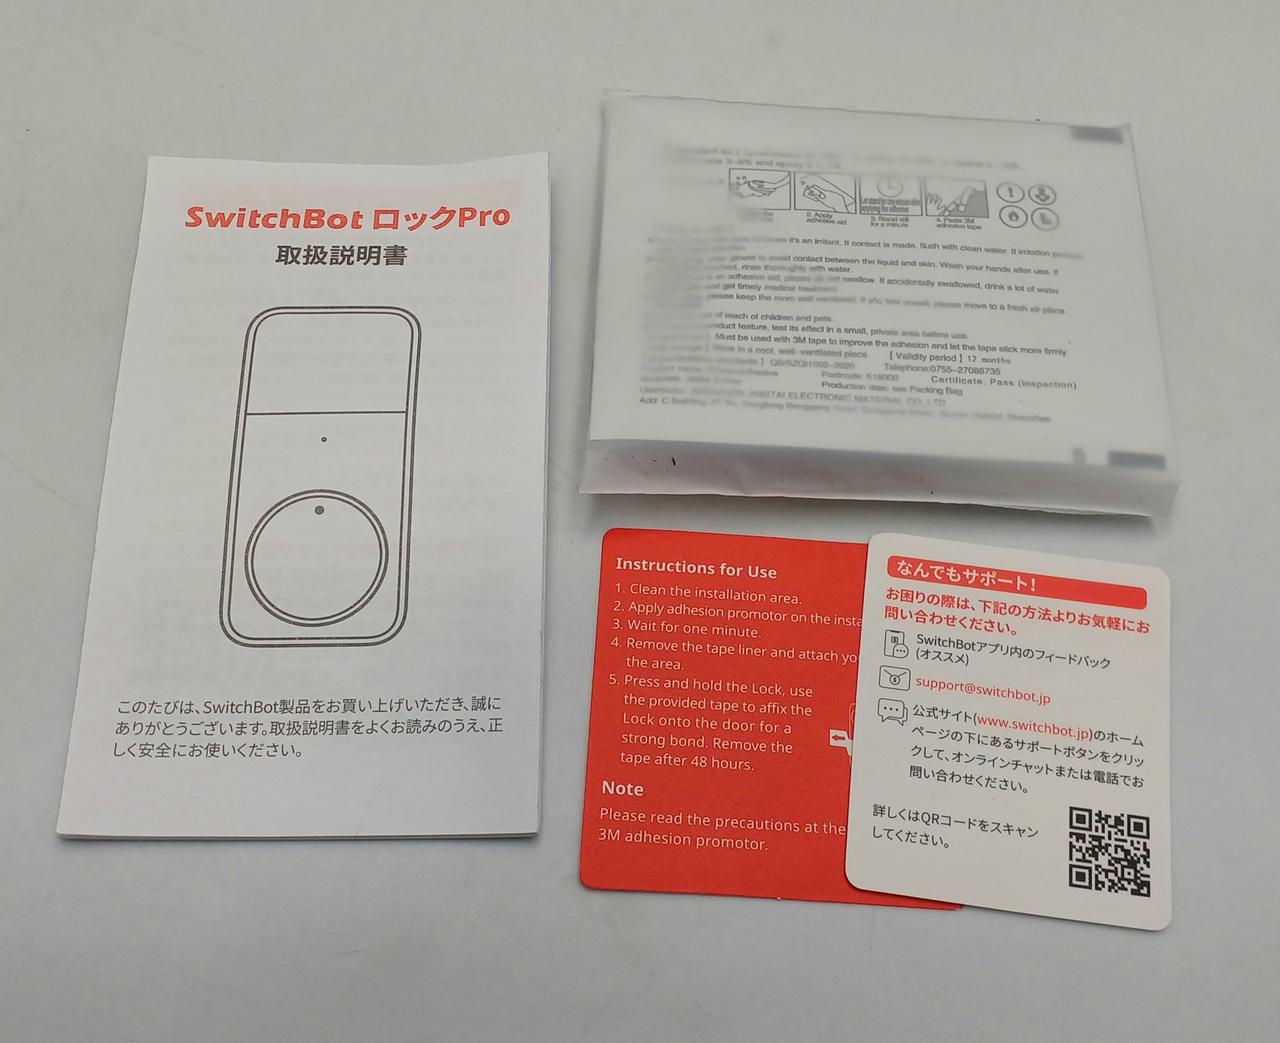 SwitchBot ロックPro
取扱説明書
このたびは、SwitchBot製品をお買い上げいただき、誠に
ありがとうございます。取扱説明書をよくお読みのうえ、正
しく安全にお使いください。
3-5% and epoxy
2. Apply
adhesive aid
3. Stand still
for a minute
4. Paste 3M
adhesive tape
it's an irritant. If contact is made, flush with clean water. If irritation
gloves to avoid contact between the liquid and skin. Wash your hands after use. If
rinse thoroughly with water.
is an adhesive aid, please do not swallow. If accidentally swallowed, drink a lot of water
and get timely medical treatment.
please keep the room well ventilated. If you feel unwell, please move to a fresh air place
of reach of children and pets.
feature, test its effect in a small, private area before use.
Must be used with 3M tape to improve the adhesion and let the tape stick more firmly
in a cool, well-ventilated place 【Validity period】12 months
QB/SZQH 002-2020 Telephone:0755-27086735
Postcode: 518000 Certificate: Pass (inspection)
Production date: see Packing Bag
JINGTAI ELECTRONIC MATERIAL CO.,LTD
Add: C Building,
Instructions for Use
1. Clean the installation area.
2. Apply adhesion promotor on the insta
3. Wait for one minute.
4. Remove the tape liner and attach yo
the area.
5. Press and hold the Lock, use
the provided tape to affix the
Lock onto the door for a
strong bond. Remove the
tape after 48 hours.
Note
Please read the precautions at the
3M adhesion promotor.
なんでもサポート!
お困りの際は、下記の方法よりお気軽にお
問い合わせください。
SwitchBotアプリ内のフィードバック
(オススメ)
support@switchbot.jp
公式サイト(www.switchbot.jp)のホーム
ページの下にあるサポートボタンをクリッ
クして、オンラインチャットまたは電話でお
問い合わせください。
詳しくはQRコードをスキャン
してください。